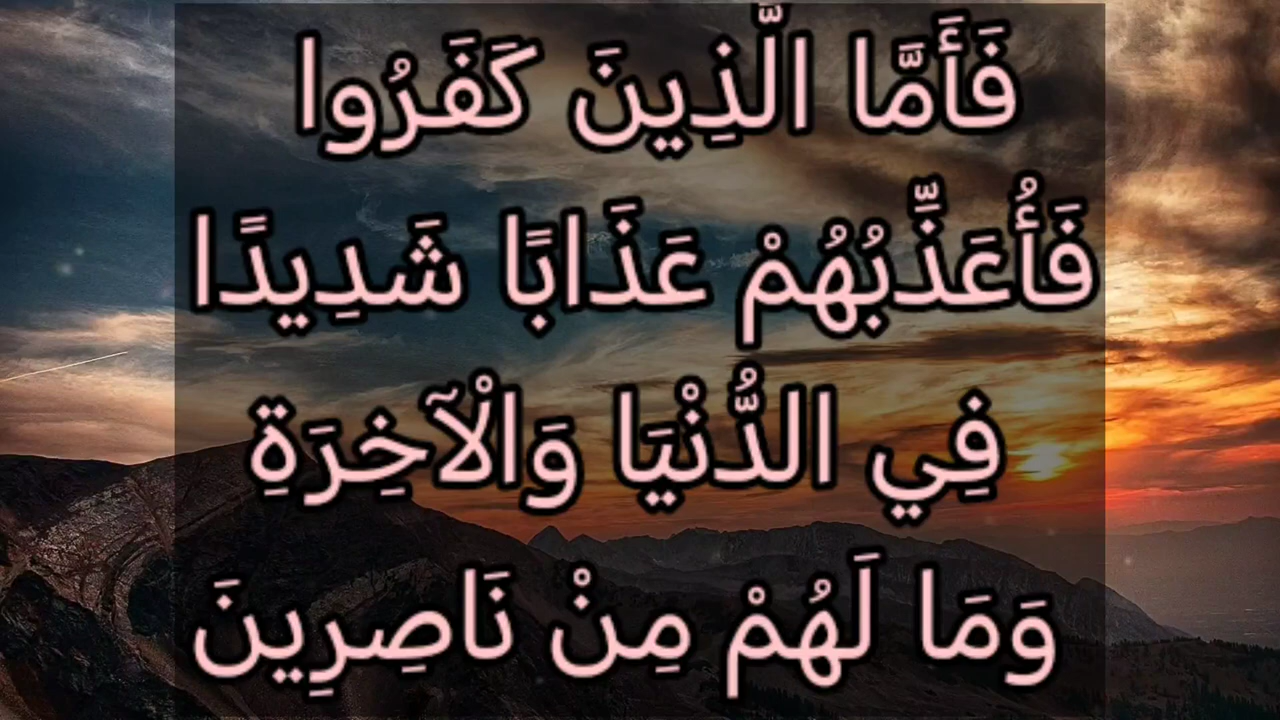 فَأَمَّا الَّذِينَ كَفَرُوا
فَأُعَذِّبُهُمْ عَذَابًا شَدِيدًا
فِي الدُّنْيَا وَالْآخِرَةِ
وَمَا لَهُمْ مِنْ نَاصِرِينَ